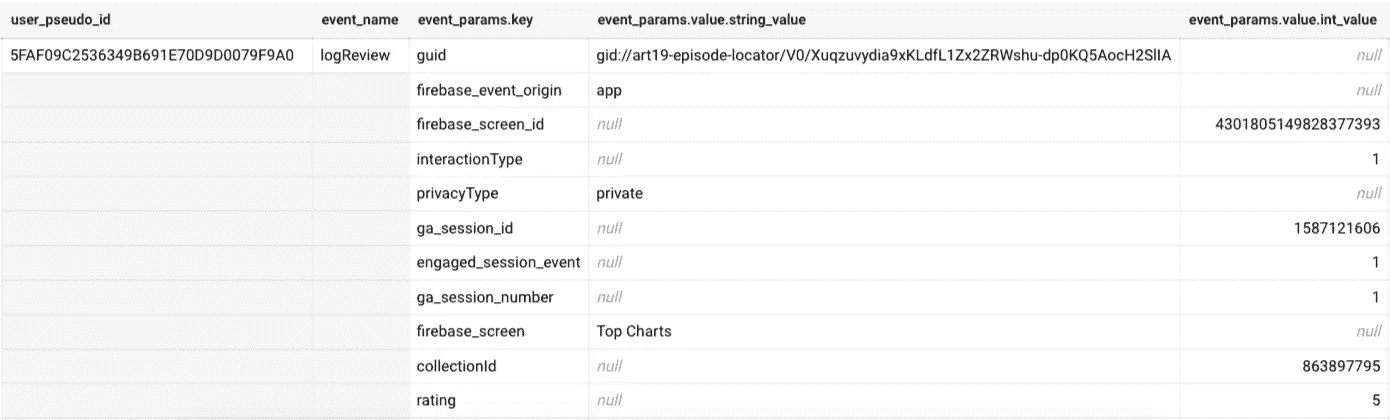 user_pseudo_id event_name event_params.key event_params.value.string_value event_params.value.int_value
5FAF09C2536349B691E70D9D0079F9A0 logReview guid gid://art19-episode-locator/V0/Xuqzuvydia9xKLdfL1Zx2ZRWshu-dp0KQ5AocH2SlIA null
firebase_event_origin app null
firebase_screen_id null 4301805149828377393
interactionType null 1
privacyType private null
ga_session_id null 1587121606
engaged_session_event null 1
ga_session_number null 1
firebase_screen Top Charts null
collectionId null 863897795
rating null 5